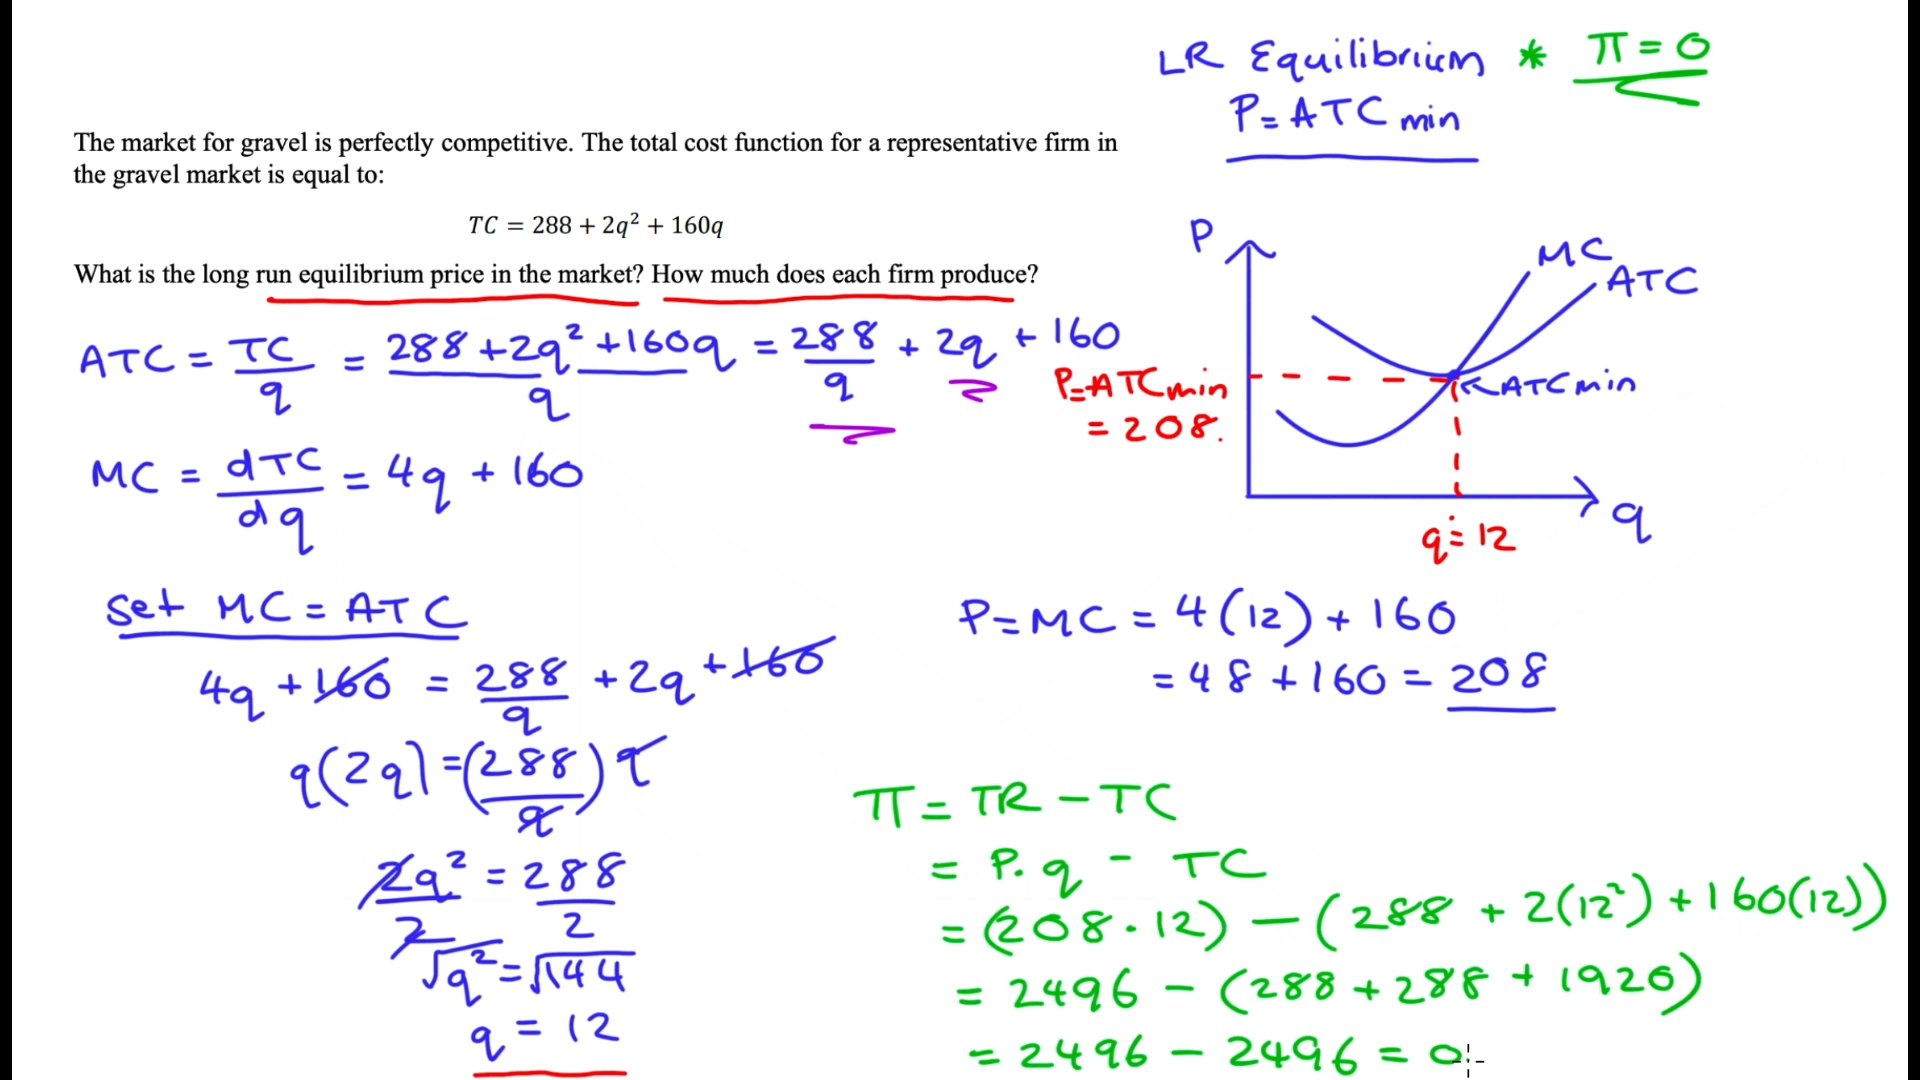 LR Equilibrium * π = 0
P = ATC min
The market for gravel is perfectly competitive. The total cost function for a representative firm in
the gravel market is equal to:
TC = 288 + 2q² + 160q
What is the long run equilibrium price in the market? How much does each firm produce?
ATC = TC/q = (288 + 2q² + 160q)/q = 288/q + 2q + 160
MC = dTC/dq = 4q + 160
Set MC = ATC
4q + 160 = 288/q + 2q + 160
q(2q) = (288/q) q
2q²/2 = 288/2
√q² = √144
q = 12
P
MC
ATC
P = ATC min
= 208.
ATC min
q
q = 12
P = MC = 4(12) + 160
= 48 + 160 = 208
π = TR - TC
= P. q - TC
= (208 · 12) - (288 + 2(12²) + 160(12))
= 2496 - (288 + 288 + 1920)
= 2496 - 2496 = 0